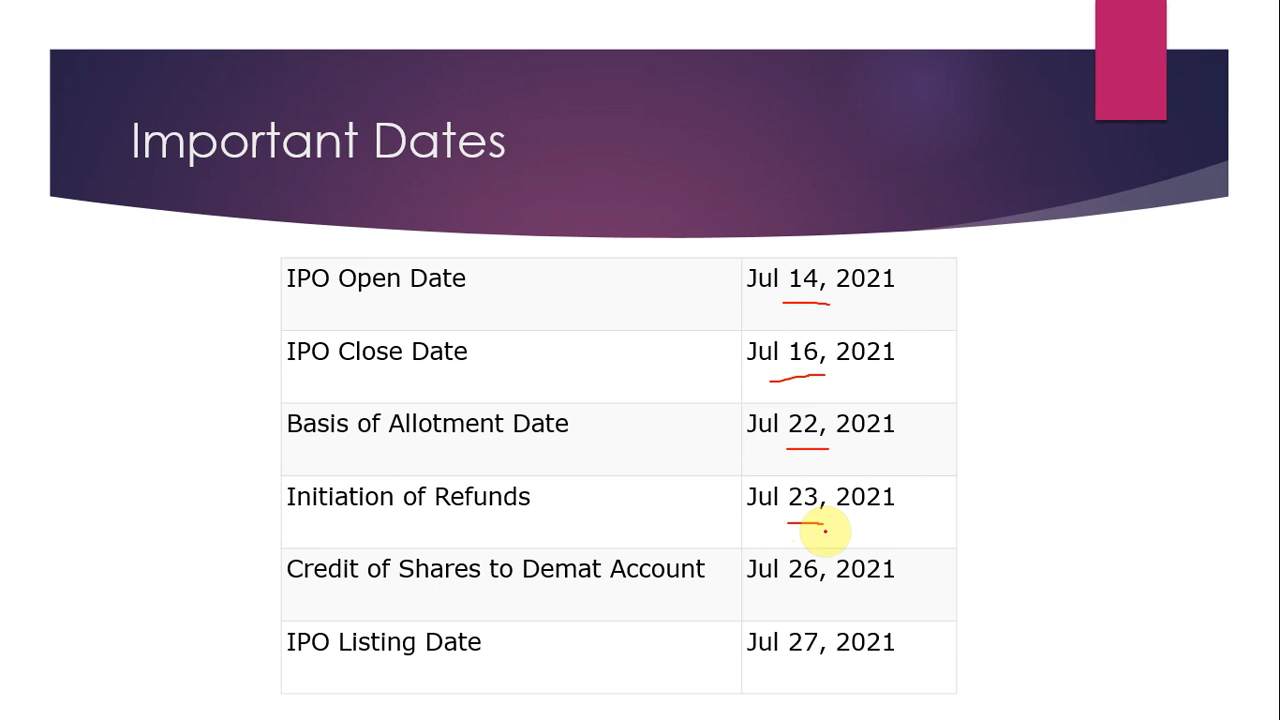 Important Dates
IPO Open Date Jul 14, 2021
IPO Close Date Jul 16, 2021
Basis of Allotment Date Jul 22, 2021
Initiation of Refunds Jul 23, 2021
Credit of Shares to Demat Account Jul 26, 2021
IPO Listing Date Jul 27, 2021